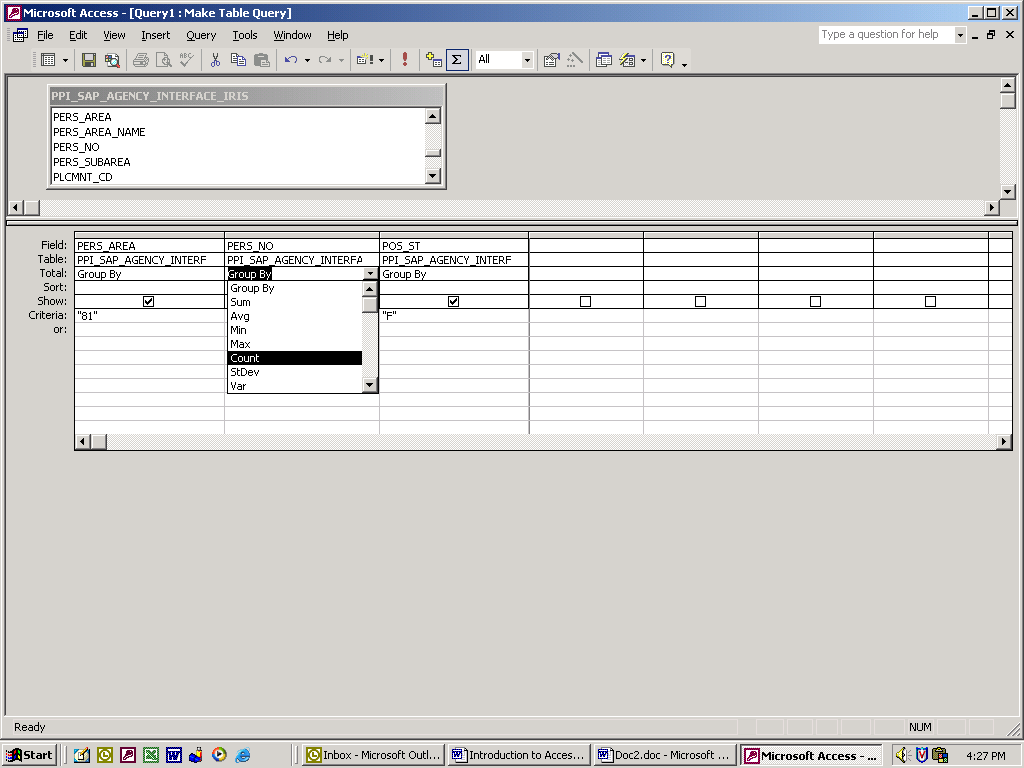 Microsoft Access - [Query1 : Make Table Query]
File Edit View Insert Query Tools Window Help
Type a question for help
All
PPI_SAP_AGENCY_INTERFACE_IRIS
PERS_AREA
PERS_AREA_NAME
PERS_NO
PERS_SUBAREA
PLCMNT_CD
Field: PERS_AREA PERS_NO POS_ST
Table: PPI_SAP_AGENCY_INTERF PPI_SAP_AGENCY_INTERFA PPI_SAP_AGENCY_INTERF
Total: Group By Group By Group By
Sort:
Show:
Criteria: "81" "F"
or:
Group By
Sum
Avg
Min
Max
Count
StDev
Var
Ready NUM
Start Inbox - Microsoft Outl... Introduction to Acces... Doc2.doc - Microsoft ... Microsoft Access - ... 4:27 PM